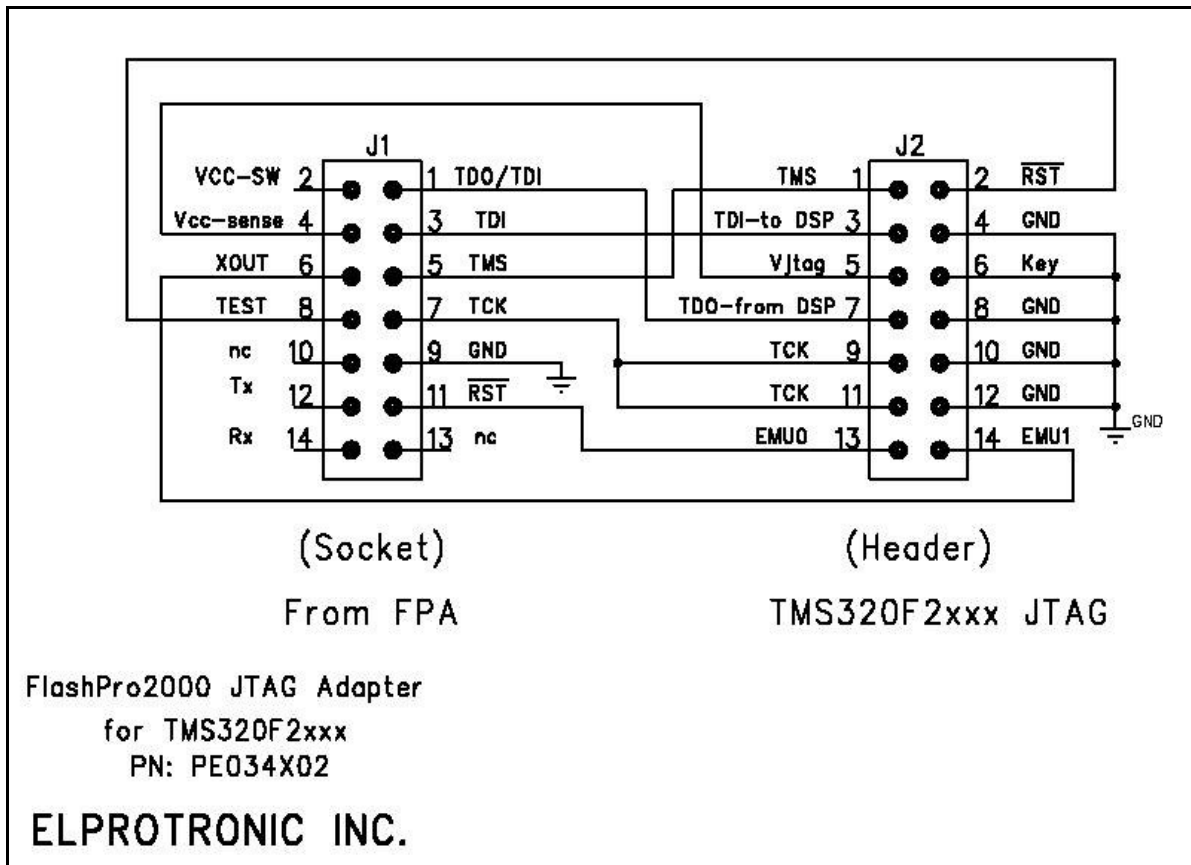 J1 J2
VCC-SW 2 1 TDO/TDI TMS 1 2 RST
Vcc-sense 4 3 TDI TDI-to DSP 3 4 GND
XOUT 6 5 TMS Vjtag 5 6 Key
TEST 8 7 TCK TDO-from DSP 7 8 GND
nc 10 9 GND TCK 9 10 GND
Tx 12 11 RST TCK 11 12 GND
GND
Rx 14 13 nc EMU0 13 14 EMU1
(Socket) (Header)
From FPA TMS320F2xxx JTAG
FlashPro2000 JTAG Adapter
for TMS320F2xxx
PN: PE034X02
ELPROTRONIC INC.